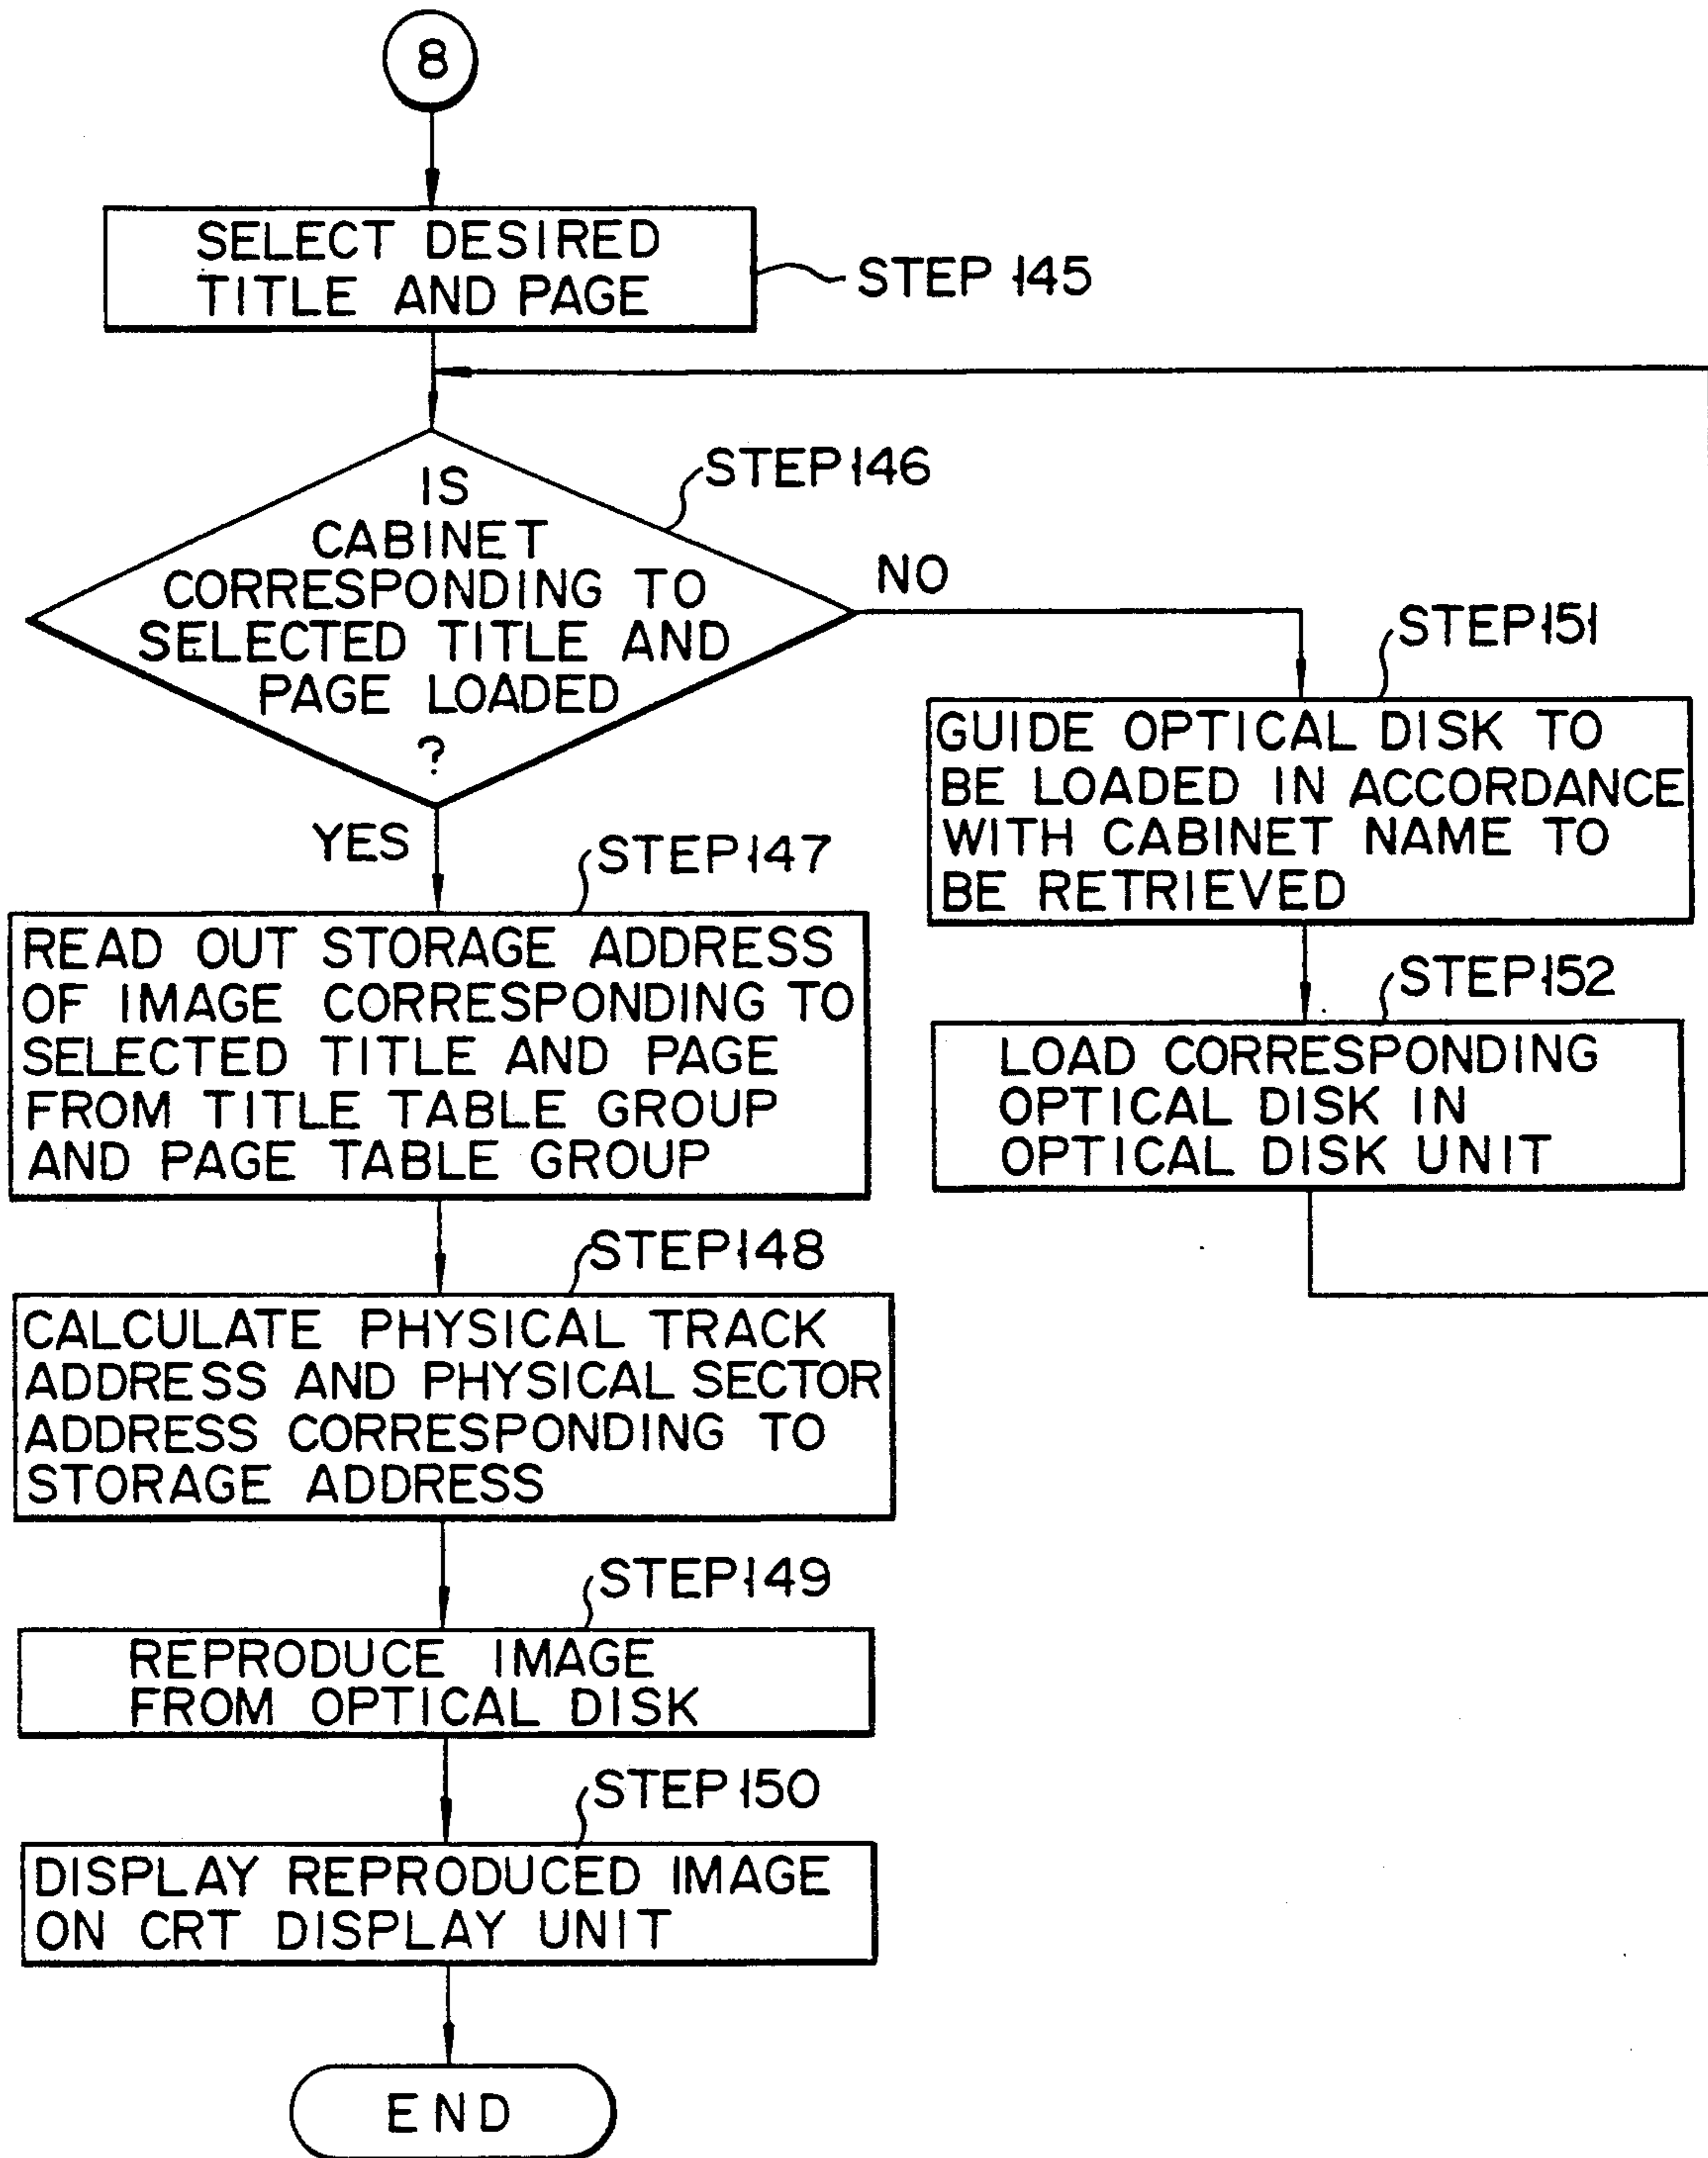 8
SELECT DESIRED
TITLE AND PAGE
STEP 145
IS
CABINET
CORRESPONDING TO
SELECTED TITLE AND
PAGE LOADED
?
STEP 146
NO
YES
STEP 151
GUIDE OPTICAL DISK TO
BE LOADED IN ACCORDANCE
WITH CABINET NAME TO
BE RETRIEVED
STEP 147
READ OUT STORAGE ADDRESS
OF IMAGE CORRESPONDING TO
SELECTED TITLE AND PAGE
FROM TITLE TABLE GROUP
AND PAGE TABLE GROUP
STEP 152
LOAD CORRESPONDING
OPTICAL DISK IN
OPTICAL DISK UNIT
STEP 148
CALCULATE PHYSICAL TRACK
ADDRESS AND PHYSICAL SECTOR
ADDRESS CORRESPONDING TO
STORAGE ADDRESS
STEP 149
REPRODUCE IMAGE
FROM OPTICAL DISK
STEP 150
DISPLAY REPRODUCED IMAGE
ON CRT DISPLAY UNIT
END